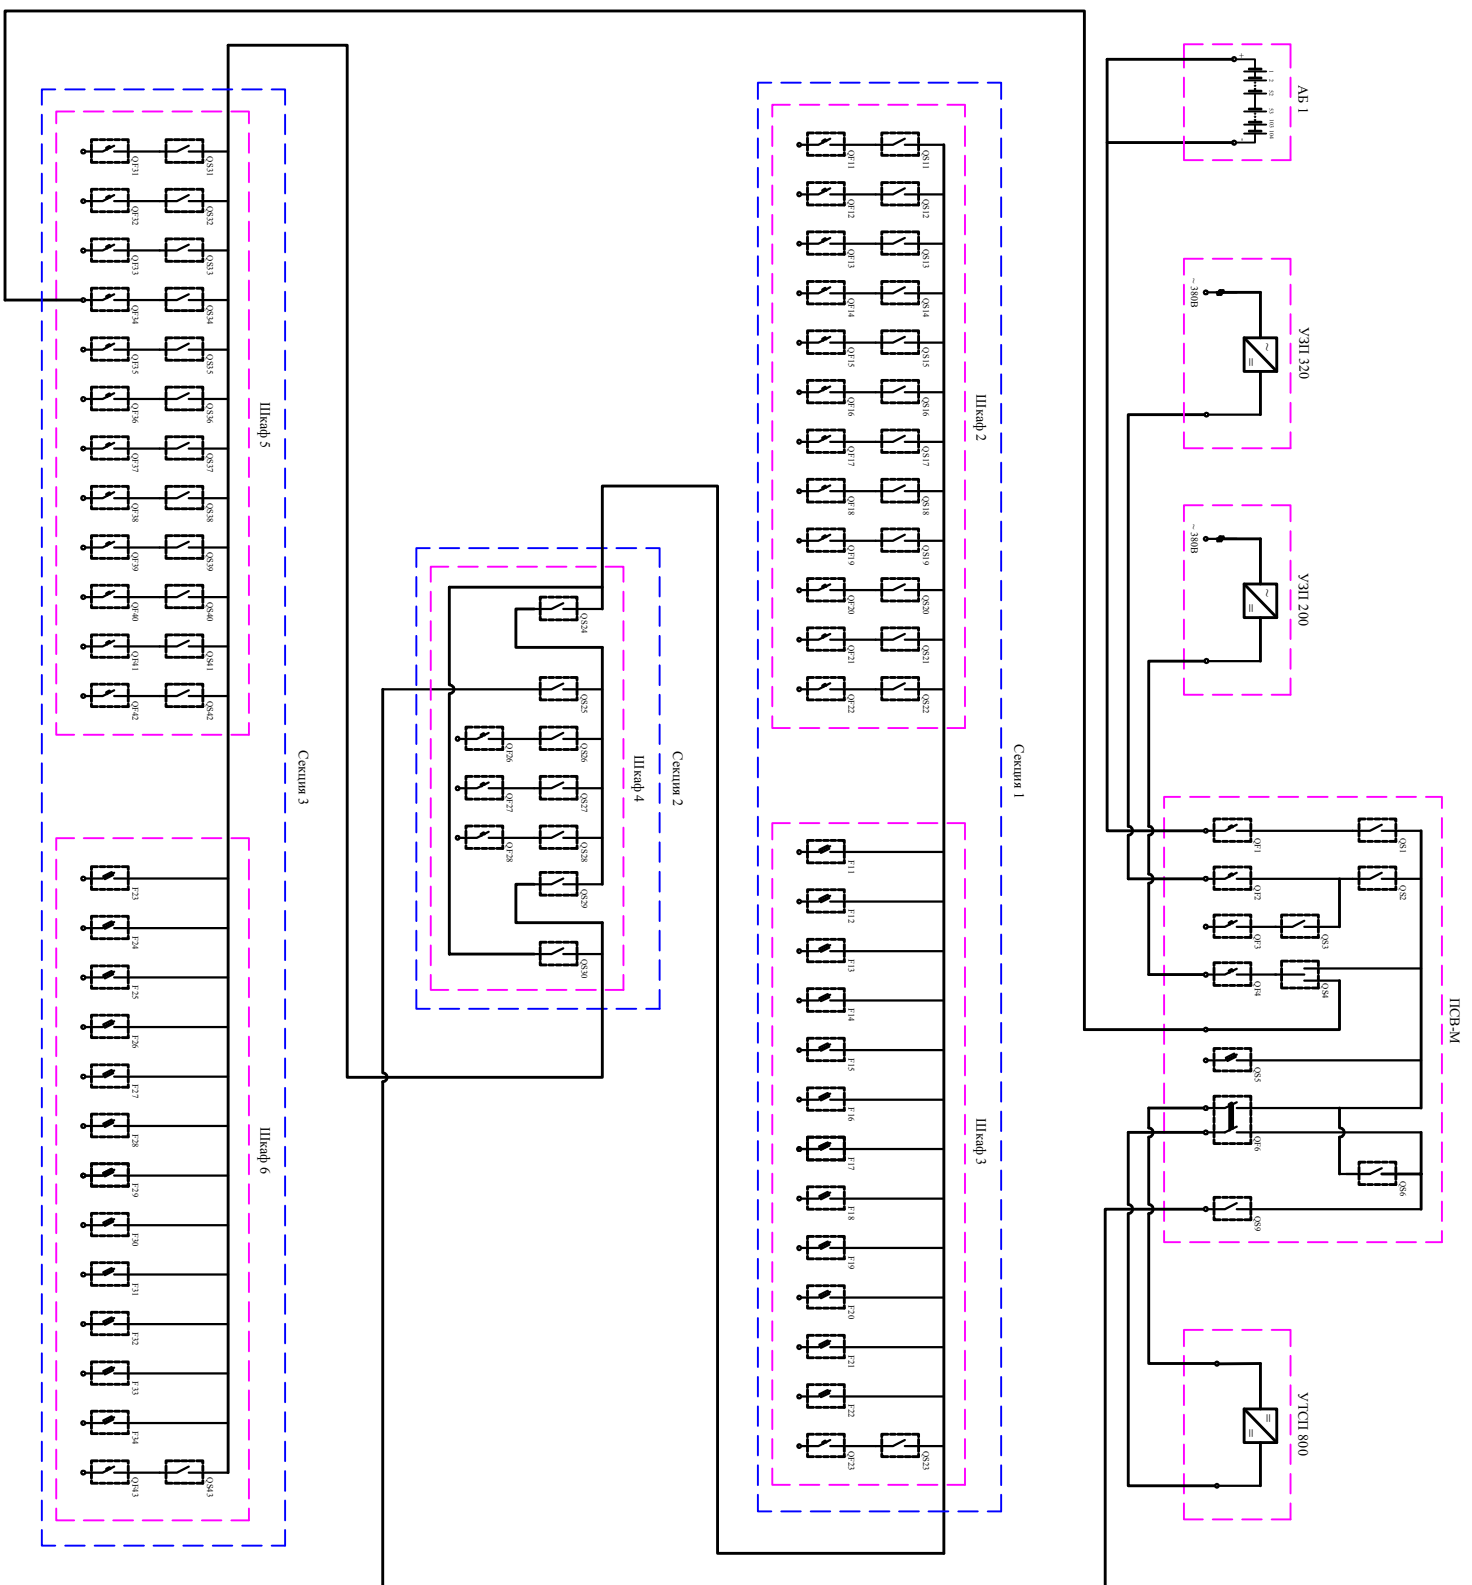 АБ 1
+
1
2
52
53
103
104
-
УЗП 320
~
=
~ 380В
УЗП 200
~
=
~ 380В
ПСВ-М
QS1
QS2
QS3
QS4
QS6
QF1
QF2
QF3
QF4
QS5
QF6
QS9
УТСП 800
=
=
Секция 1
Шкаф 2
QS11
QS12
QS13
QS14
QS15
QS16
QS17
QS18
QS19
QS20
QS21
QS22
QF11
QF12
QF13
QF14
QF15
QF16
QF17
QF18
QF19
QF20
QF21
QF22
Шкаф 3
QS23
F11
F12
F13
F14
F15
F16
F17
F18
F19
F20
F21
F22
QF23
Секция 2
Шкаф 4
QS24
QS25
QS26
QS27
QS28
QS29
QS30
QF26
QF27
QF28
Секция 3
Шкаф 5
QS31
QS32
QS33
QS34
QS35
QS36
QS37
QS38
QS39
QS40
QS41
QS42
QF31
QF32
QF33
QF34
QF35
QF36
QF37
QF38
QF39
QF40
QF41
QF42
Шкаф 6
QS43
F23
F24
F25
F26
F27
F28
F29
F30
F31
F32
F33
F34
QF43